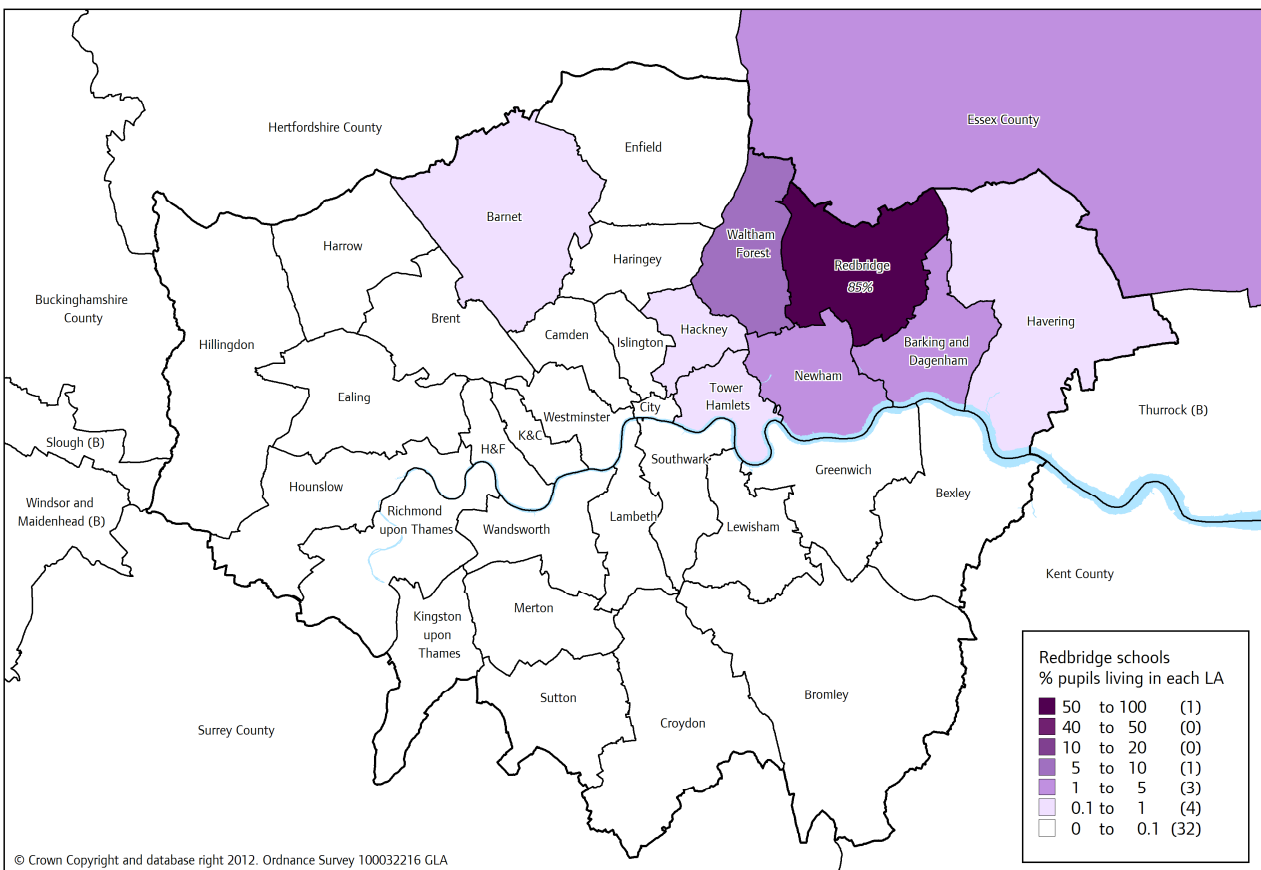 Hertfordshire County
Essex County
Enfield
Barnet
Waltham
Forest
Harrow
Haringey
Redbridge
85%
Buckinghamshire
County
Brent
Hackney
Havering
Hillingdon
Camden
Islington
Barking and
Dagenham
Newham
Ealing
Tower
Hamlets
Westminster
City
Thurrock (B)
K&C
H&F
Slough (B)
Southwark
Greenwich
Hounslow
Bexley
Windsor and
Maidenhead (B)
Richmond
upon Thames
Wandsworth
Lambeth
Lewisham
Kent County
Merton
Kingston
upon
Thames
Sutton
Bromley
Croydon
Surrey County
Redbridge schools
% pupils living in each LA
50 to 100 (1)
40 to 50 (0)
10 to 20 (0)
5 to 10 (1)
1 to 5 (3)
0.1 to 1 (4)
0 to 0.1 (32)
© Crown Copyright and database right 2012. Ordnance Survey 100032216 GLA